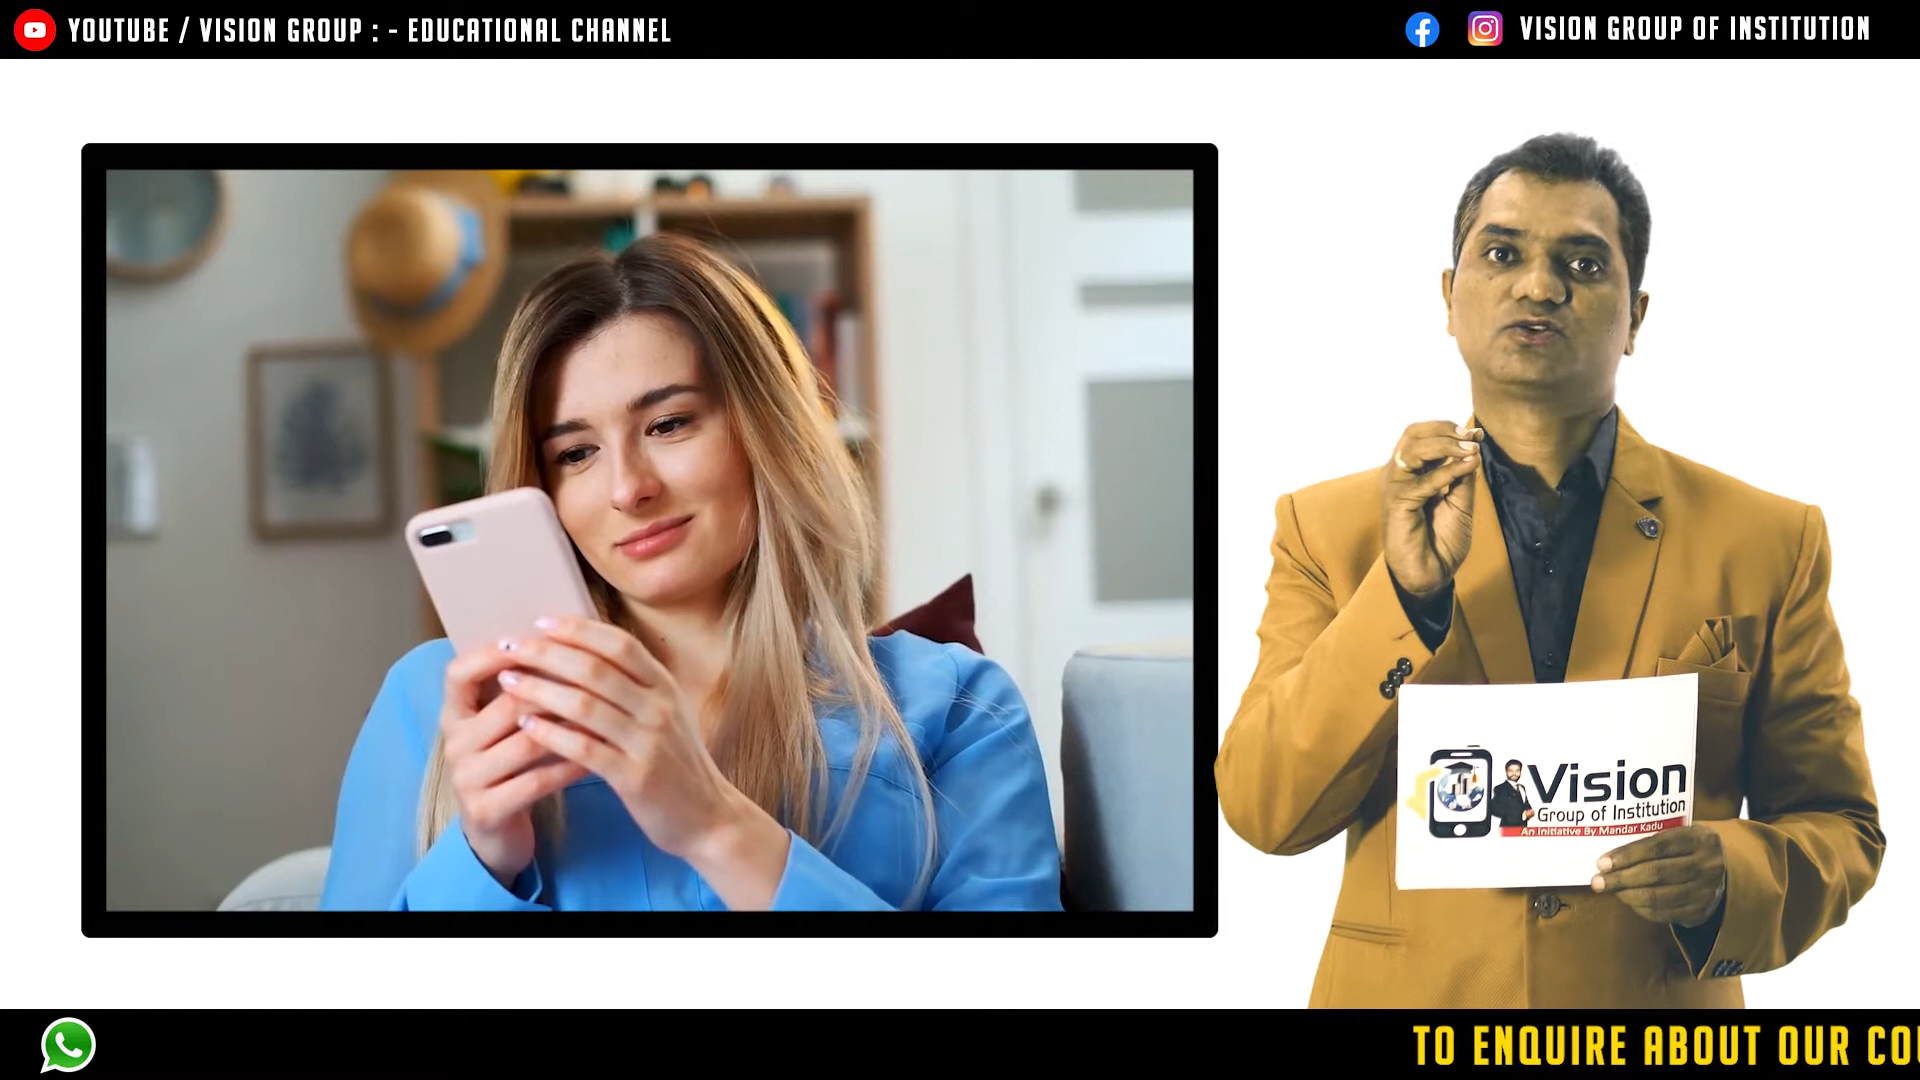 YOUTUBE / VISION GROUP : - EDUCATIONAL CHANNEL
VISION GROUP OF INSTITUTION
Vision
Group of Institution
An Initiative By Mandar Kadu
TO ENQUIRE ABOUT OUR